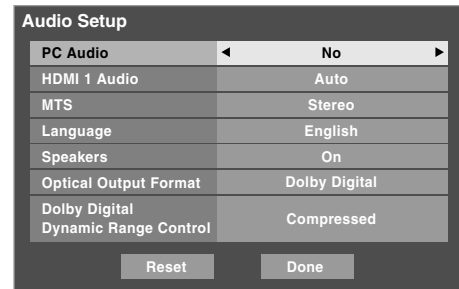 Audio Setup
PC Audio ◀ No ▶
HDMI 1 Audio Auto
MTS Stereo
Language English
Speakers On
Optical Output Format Dolby Digital
Dolby Digital
Dynamic Range Control Compressed
Reset Done